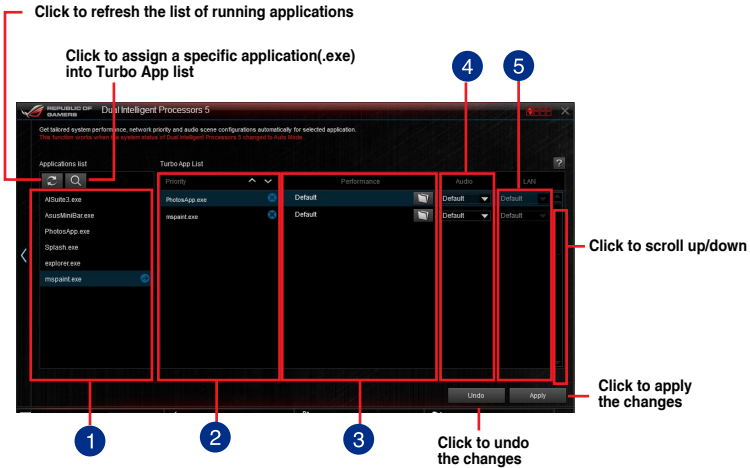 Click to refresh the list of running applications
Click to assign a specific application(.exe)
into Turbo App list
4
5
REPUBLIC OF
GAMERS
Dual Intelligent Processors 5
Get tailored system performance, network priority and audio scene configurations automatically for selected application.
This function works when the system status of Dual Intelligent Processors 5 changed to Auto Mode.
Applications list
Turbo App List
?
Priority
Performance
Audio
LAN
AISuite3.exe
PhotosApp.exe
Default
Default
Default
AsusMiniBar.exe
mspaint.exe
Default
Default
Default
PhotosApp.exe
Splash.exe
explorer.exe
mspaint.exe
Click to scroll up/down
Undo
Apply
Click to apply
the changes
1
2
3
Click to undo
the changes